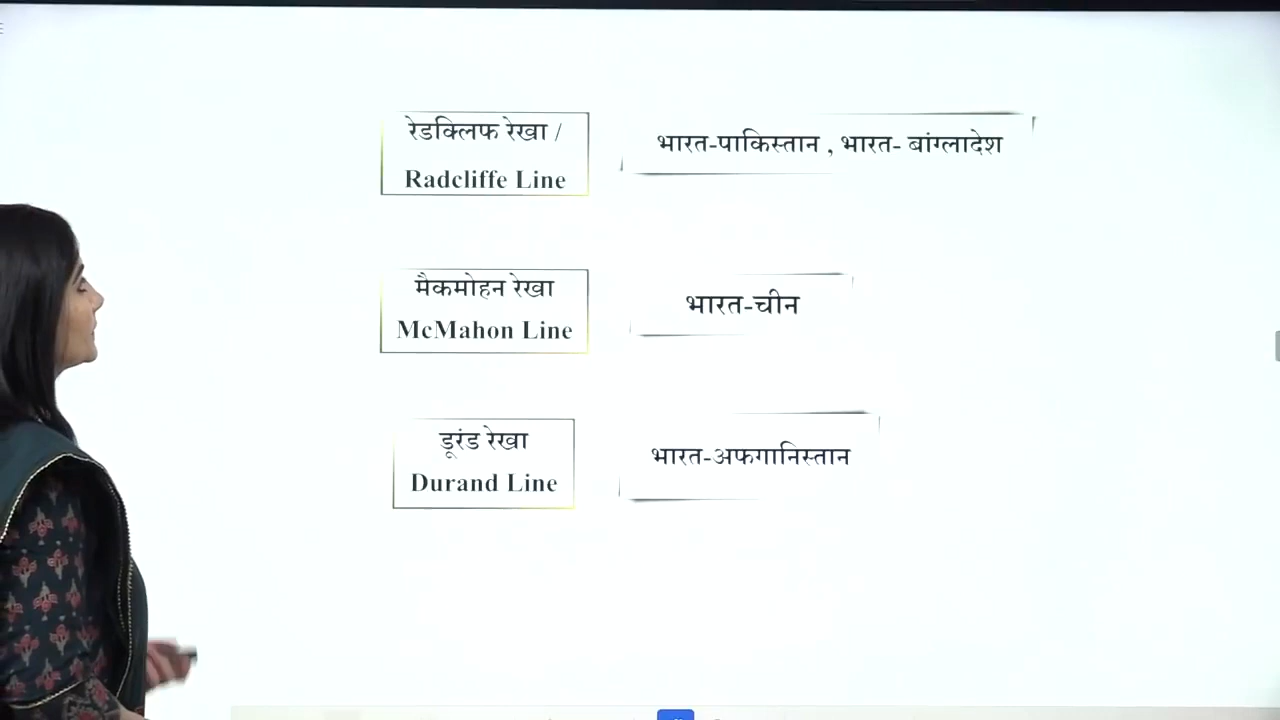 रेडक्लिफ रेखा /
Radcliffe Line
भारत-पाकिस्तान , भारत- बांग्लादेश
मैकमोहन रेखा
McMahon Line
भारत-चीन
डूरंड रेखा
Durand Line
भारत-अफगानिस्तान